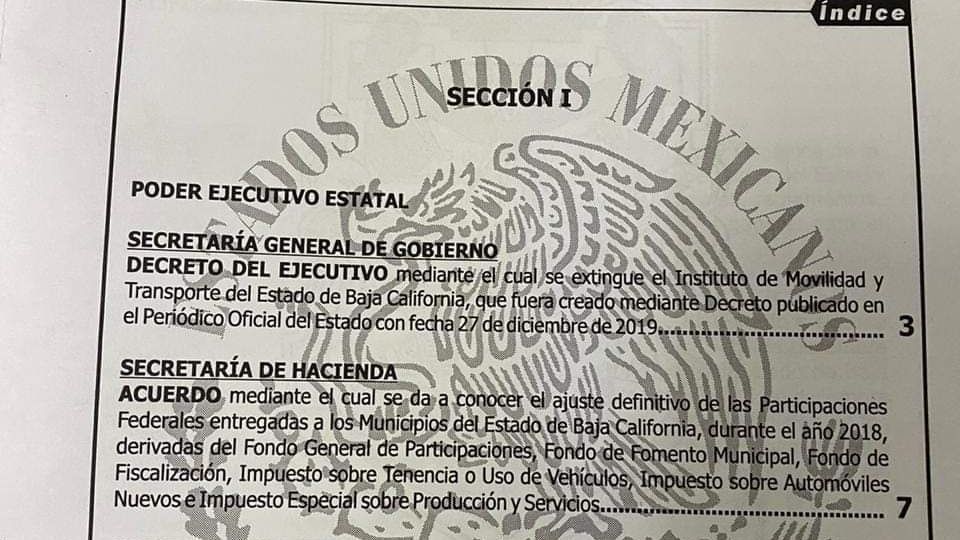 Índice
ESTADOS UNIDOS MEXICANOS
SECCIÓN I
PODER EJECUTIVO ESTATAL
SECRETARÍA GENERAL DE GOBIERNO
DECRETO DEL EJECUTIVO mediante el cual se extingue el Instituto de Movilidad y
Transporte del Estado de Baja California, que fuera creado mediante Decreto publicado en
el Periódico Oficial del Estado con fecha 27 de diciembre de 2019........................................ 3
SECRETARÍA DE HACIENDA
ACUERDO mediante el cual se da a conocer el ajuste definitivo de las Participaciones
Federales entregadas a los Municipios del Estado de Baja California, durante el año 2018,
derivadas del Fondo General de Participaciones, Fondo de Fomento Municipal, Fondo de
Fiscalización, Impuesto sobre Tenencia o Uso de Vehículos, Impuesto sobre Automóviles
Nuevos e Impuesto Especial sobre Producción y Servicios.................................................. 7